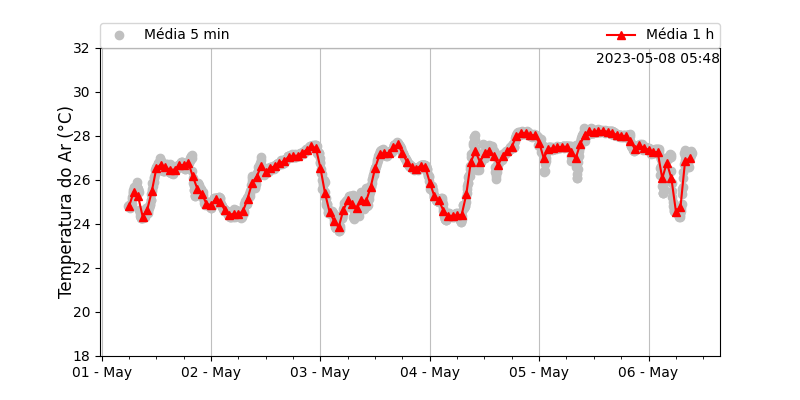 Média 5 min
Média 1 h
2023-05-08 05:48
Temperatura do Ar (°C)
32
30
28
26
24
22
20
18
01 - May
02 - May
03 - May
04 - May
05 - May
06 - May